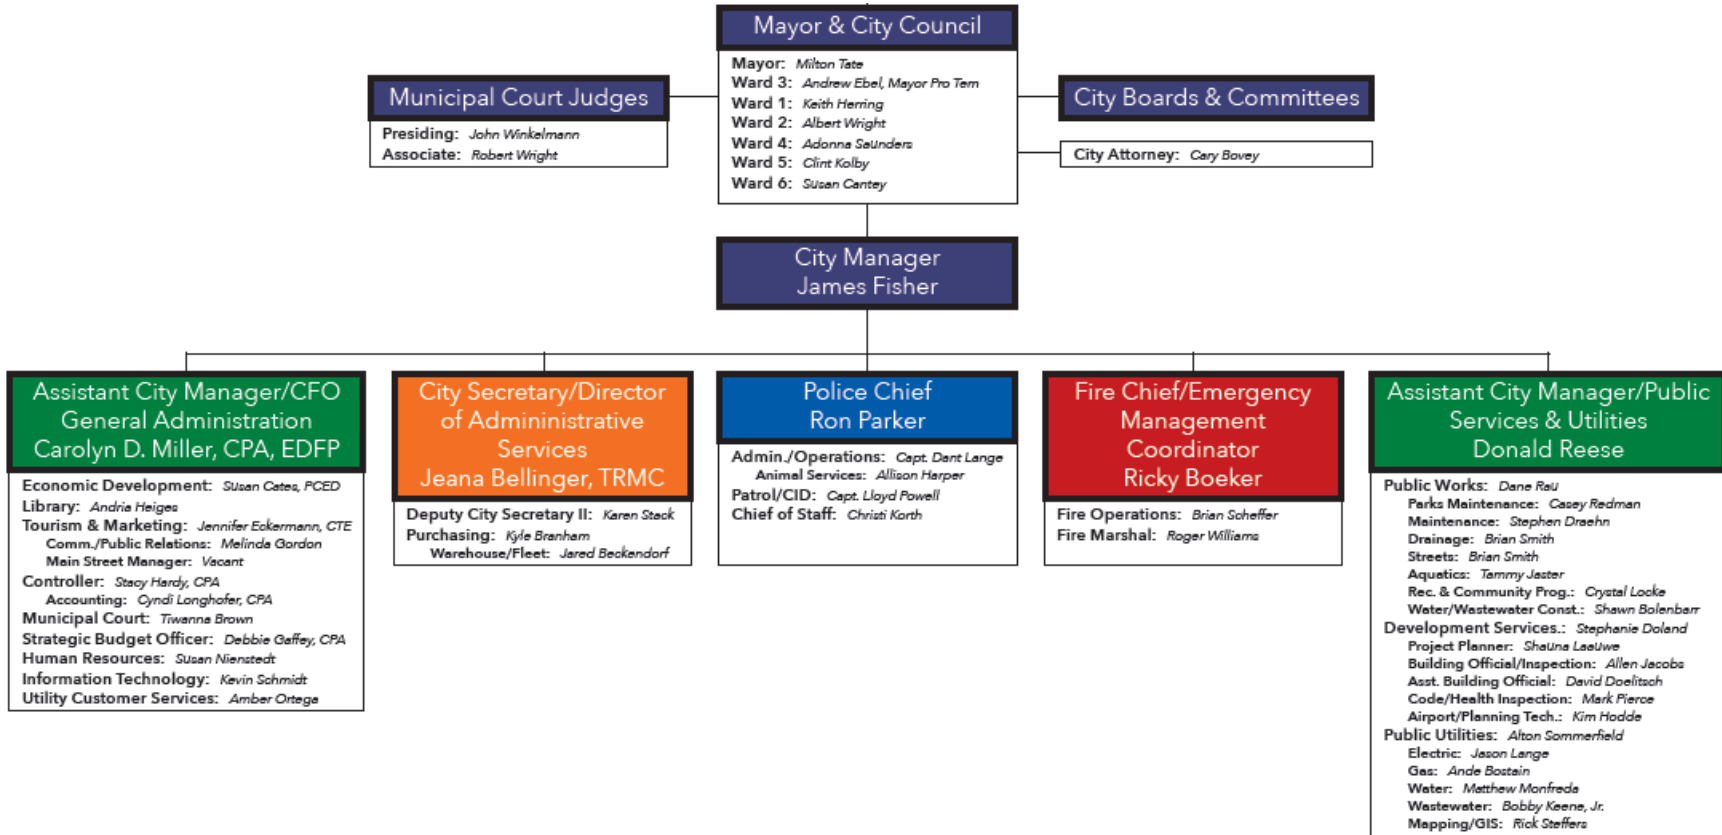 Mayor & City Council
Mayor: Milton Tate
Ward 3: Andrew Ebel, Mayor Pro Tem
Ward 1: Keith Herring
Ward 2: Albert Wright
Ward 4: Adonna Saunders
Ward 5: Clint Kolby
Ward 6: Susan Cantey
Municipal Court Judges
Presiding: John Winkelmann
Associate: Robert Wright
City Boards & Committees
City Attorney: Cary Bovey
City Manager
James Fisher
Assistant City Manager/CFO
General Administration
Carolyn D. Miller, CPA, EDFP
Economic Development: Susan Cates, PCED
Library: Andria Heiges
Tourism & Marketing: Jennifer Eckermann, CTE
Comm./Public Relations: Melinda Gordon
Main Street Manager: Vacant
Controller: Stacy Hardy, CPA
Accounting: Cyndi Longhofer, CPA
Municipal Court: Tiwanna Brown
Strategic Budget Officer: Debbie Gaffey, CPA
Human Resources: Susan Nienstedt
Information Technology: Kevin Schmidt
Utility Customer Services: Amber Ortega
City Secretary/Director
of Admininistrative
Services
Jeana Bellinger, TRMC
Deputy City Secretary II: Karen Stack
Purchasing: Kyle Branham
Warehouse/Fleet: Jared Beckendorf
Police Chief
Ron Parker
Admin./Operations: Capt. Dant Lange
Animal Services: Allison Harper
Patrol/CID: Capt. Lloyd Powell
Chief of Staff: Christi Korth
Fire Chief/Emergency
Management
Coordinator
Ricky Boeker
Fire Operations: Brian Scheffer
Fire Marshal: Roger Williams
Assistant City Manager/Public
Services & Utilities
Donald Reese
Public Works: Dane Rau
Parks Maintenance: Casey Redman
Maintenance: Stephen Draehn
Drainage: Brian Smith
Streets: Brian Smith
Aquatics: Tammy Jaster
Rec. & Community Prog.: Crystal Locke
Water/Wastewater Const.: Shawn Bolenbarr
Development Services.: Stephanie Doland
Project Planner: Shauna Laauwe
Building Official/Inspection: Allen Jacobs
Asst. Building Official: David Doelitsch
Code/Health Inspection: Mark Pierce
Airport/Planning Tech.: Kim Hodde
Public Utilities: Alton Sommerfield
Electric: Jason Lange
Gas: Ande Bostain
Water: Matthew Monfreda
Wastewater: Bobby Keene, Jr.
Mapping/GIS: Rick Steffers